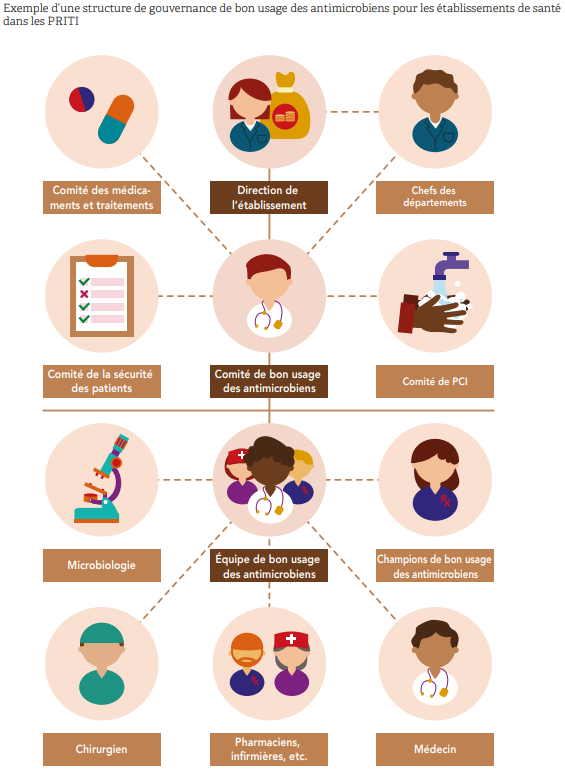 Exemple d'une structure de gouvernance de bon usage des antimicrobiens pour les établissements de santé
dans les PRITI
Comité des médica-
ments et traitements
Direction de
l'établissement
Chefs des
départements
Comité de la sécurité
des patients
Comité de bon usage
des antimicrobiens
Comité de PCI
Microbiologie
Équipe de bon usage
des antimicrobiens
Champions de bon usage
des antimicrobiens
Chirurgien
Pharmaciens,
infirmières, etc.
Médecin